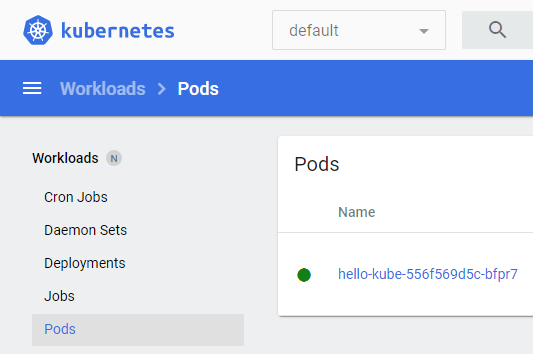 kubernetes
default
Workloads > Pods
Workloads N
Cron Jobs
Daemon Sets
Deployments
Jobs
Pods
Pods
Name
hello-kube-556f569d5c-bfpr7